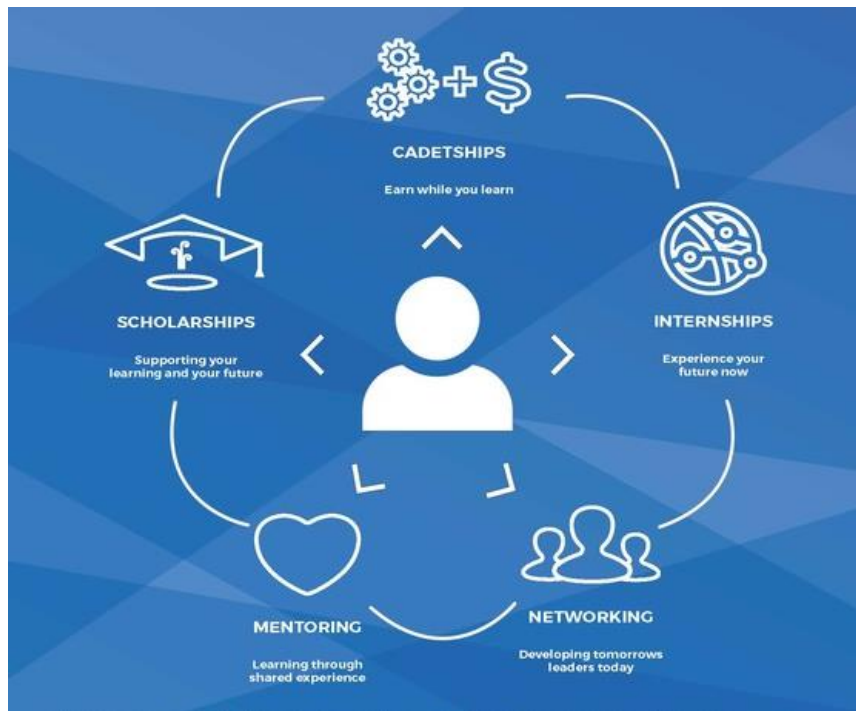 CADETSHIPS
Earn while you learn
SCHOLARSHIPS
Supporting your
learning and your future
INTERNSHIPS
Experience your
future now
MENTORING
Learning through
shared experience
NETWORKING
Developing tomorrows
leaders today